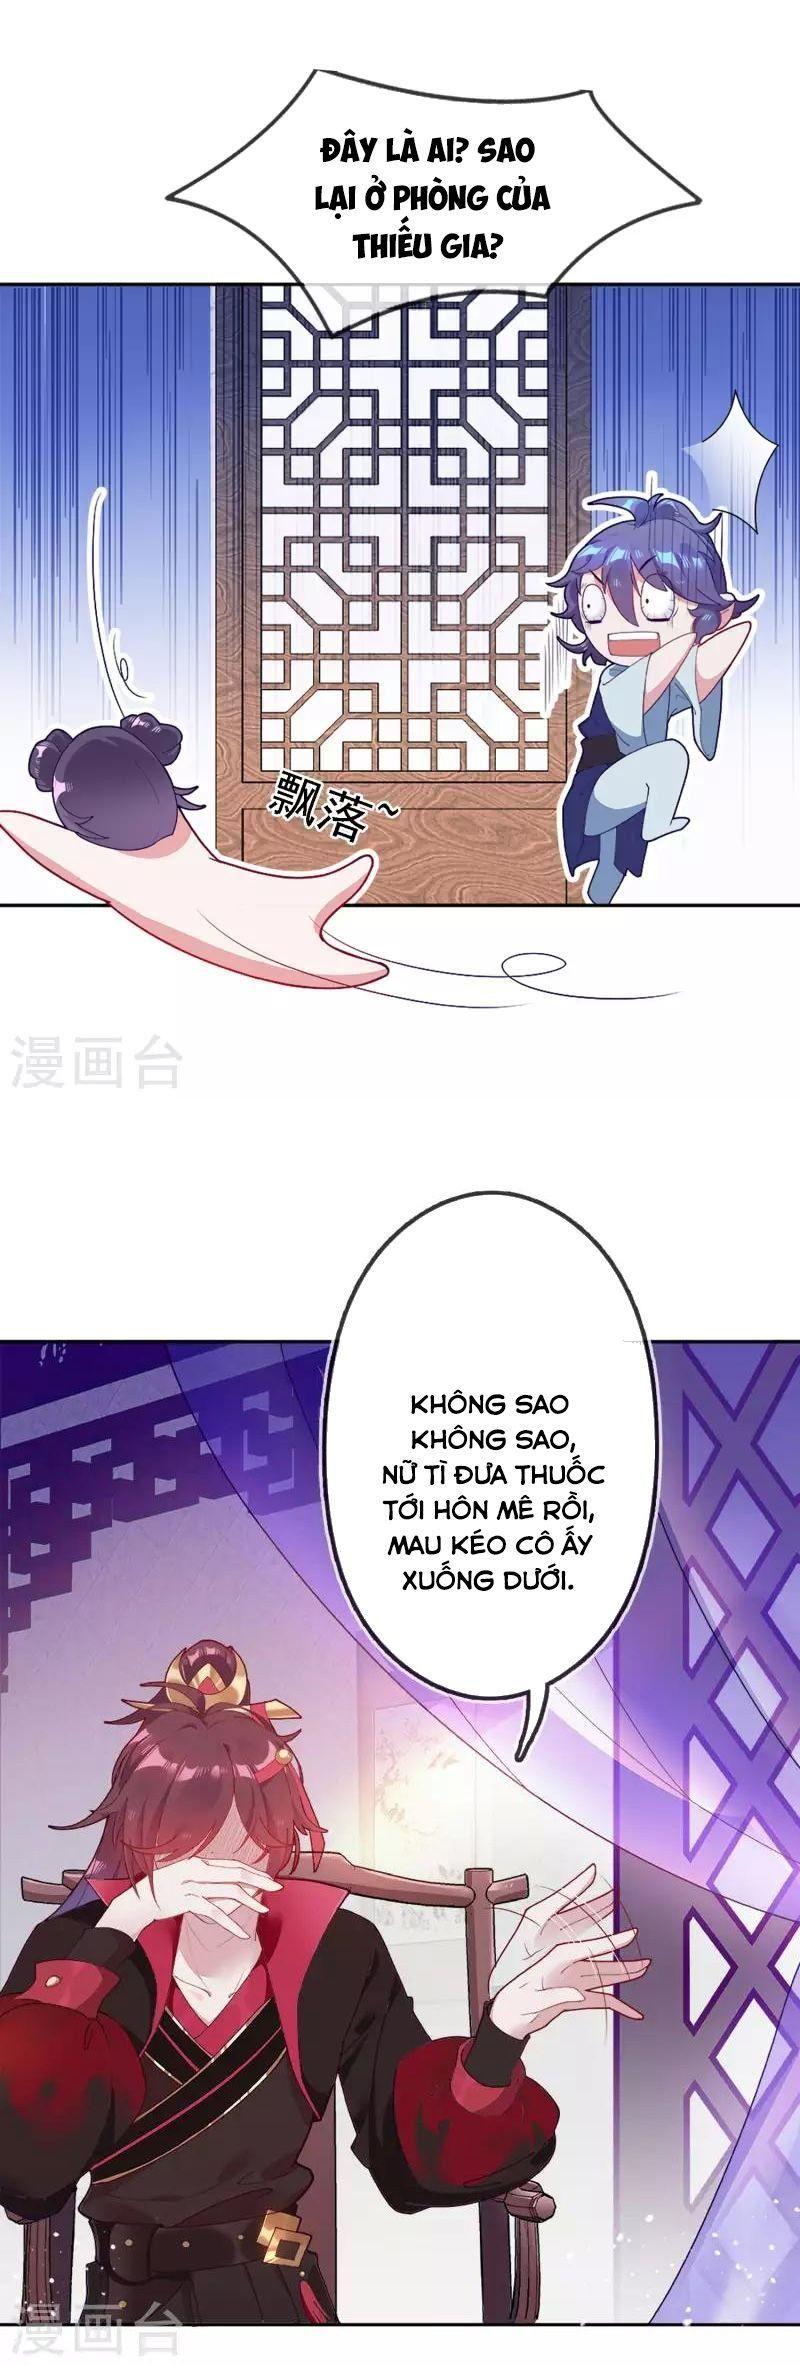 ĐÂY LÀ AI? SAO
LẠI Ở PHÒNG CỦA
THIẾU GIA?
飘落~
漫画台
KHÔNG SAO
KHÔNG SAO,
NỮ TÌ ĐƯA THUỐC
TỚI HÔN MÊ RỒI,
MAU KÉO CÔ ẤY
XUỐNG DƯỚI.
漫画台